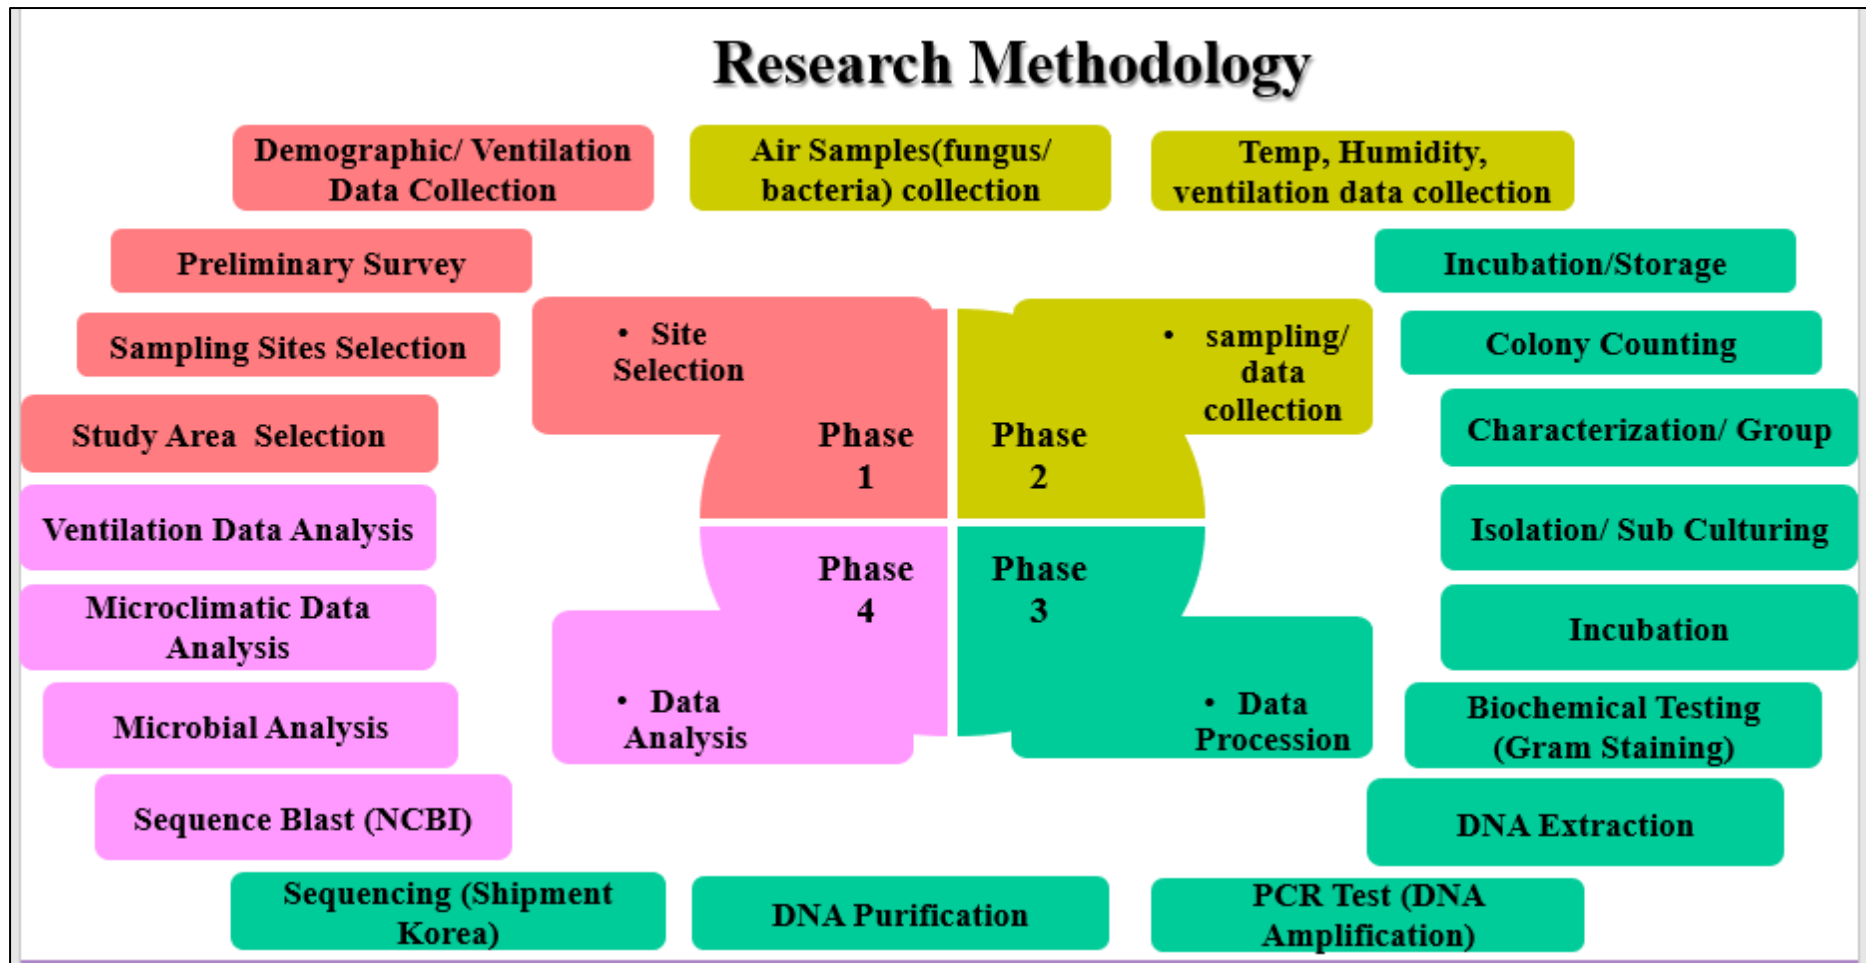 Research Methodology
Demographic/ Ventilation
Data Collection
Air Samples(fungus/
bacteria) collection
Temp, Humidity,
ventilation data collection
Preliminary Survey
Incubation/Storage
Sampling Sites Selection
• Site
Selection
• sampling/
data
collection
Colony Counting
Study Area Selection
Phase
1
Phase
2
Characterization/ Group
Ventilation Data Analysis
Isolation/ Sub Culturing
Microclimatic Data
Analysis
Phase
4
Phase
3
Incubation
Microbial Analysis
• Data
Analysis
• Data
Procession
Biochemical Testing
(Gram Staining)
Sequence Blast (NCBI)
DNA Extraction
Sequencing (Shipment
Korea)
DNA Purification
PCR Test (DNA
Amplification)